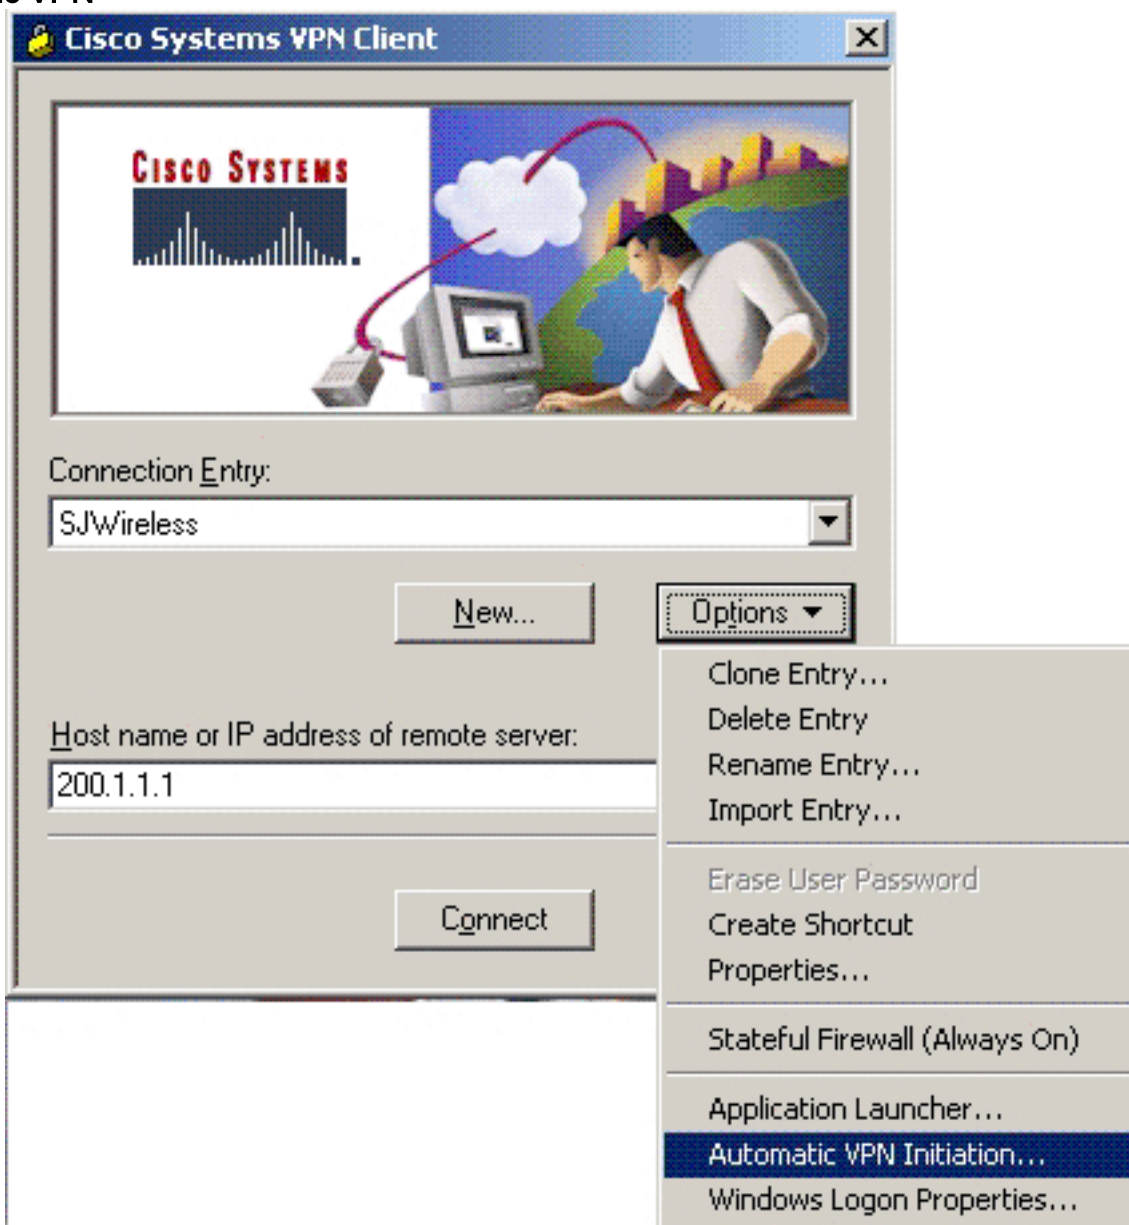 Cisco Systems VPN Client
CISCO SYSTEMS
Connection Entry:
SJWireless
New...
Options
Host name or IP address of remote server:
200.1.1.1
Connect
Clone Entry...
Delete Entry
Rename Entry...
Import Entry...
Erase User Password
Create Shortcut
Properties...
Stateful Firewall (Always On)
Application Launcher...
Automatic VPN Initiation...
Windows Logon Properties...